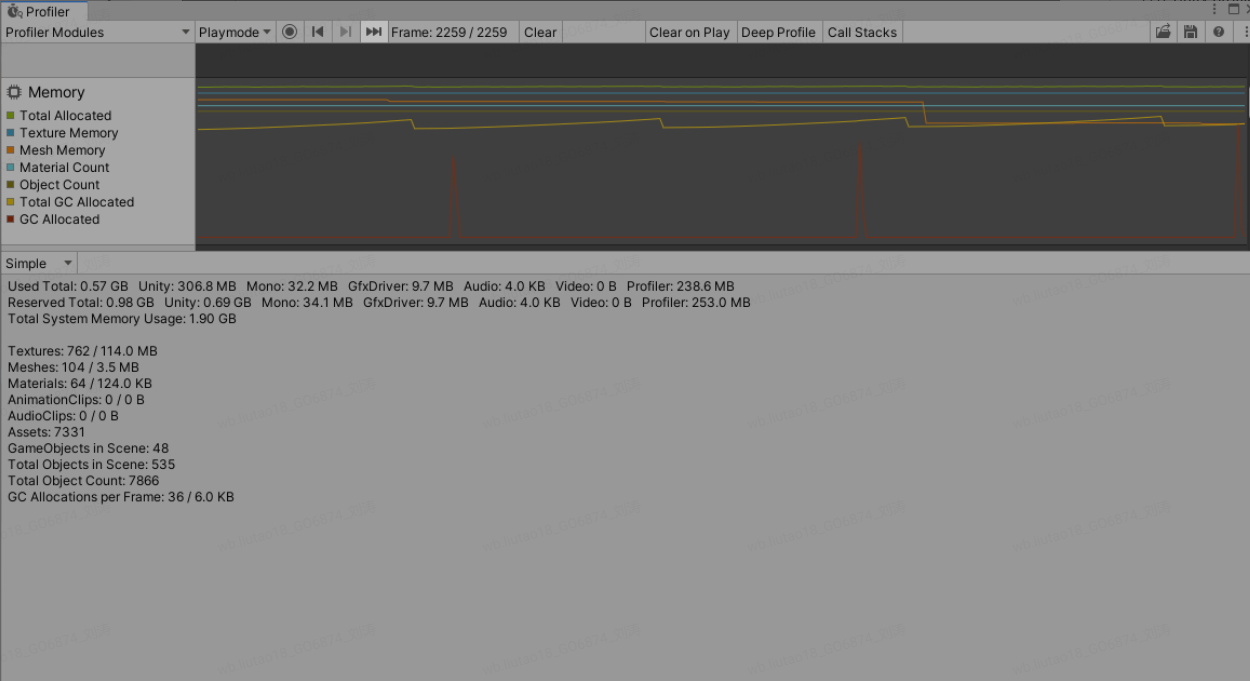 Profiler
Profiler Modules Playmode Frame: 2259 / 2259 Clear Clear on Play Deep Profile Call Stacks
Memory
Total Allocated
Texture Memory
Mesh Memory
Material Count
Object Count
Total GC Allocated
GC Allocated
Simple
Used Total: 0.57 GB Unity: 306.8 MB Mono: 32.2 MB GfxDriver: 9.7 MB Audio: 4.0 KB Video: 0 B Profiler: 238.6 MB
Reserved Total: 0.98 GB Unity: 0.69 GB Mono: 34.1 MB GfxDriver: 9.7 MB Audio: 4.0 KB Video: 0 B Profiler: 253.0 MB
Total System Memory Usage: 1.90 GB
Textures: 762 / 114.0 MB
Meshes: 104 / 3.5 MB
Materials: 64 / 124.0 KB
AnimationClips: 0 / 0 B
AudioClips: 0 / 0 B
Assets: 7331
GameObjects in Scene: 48
Total Objects in Scene: 535
Total Object Count: 7866
GC Allocations per Frame: 36 / 6.0 KB